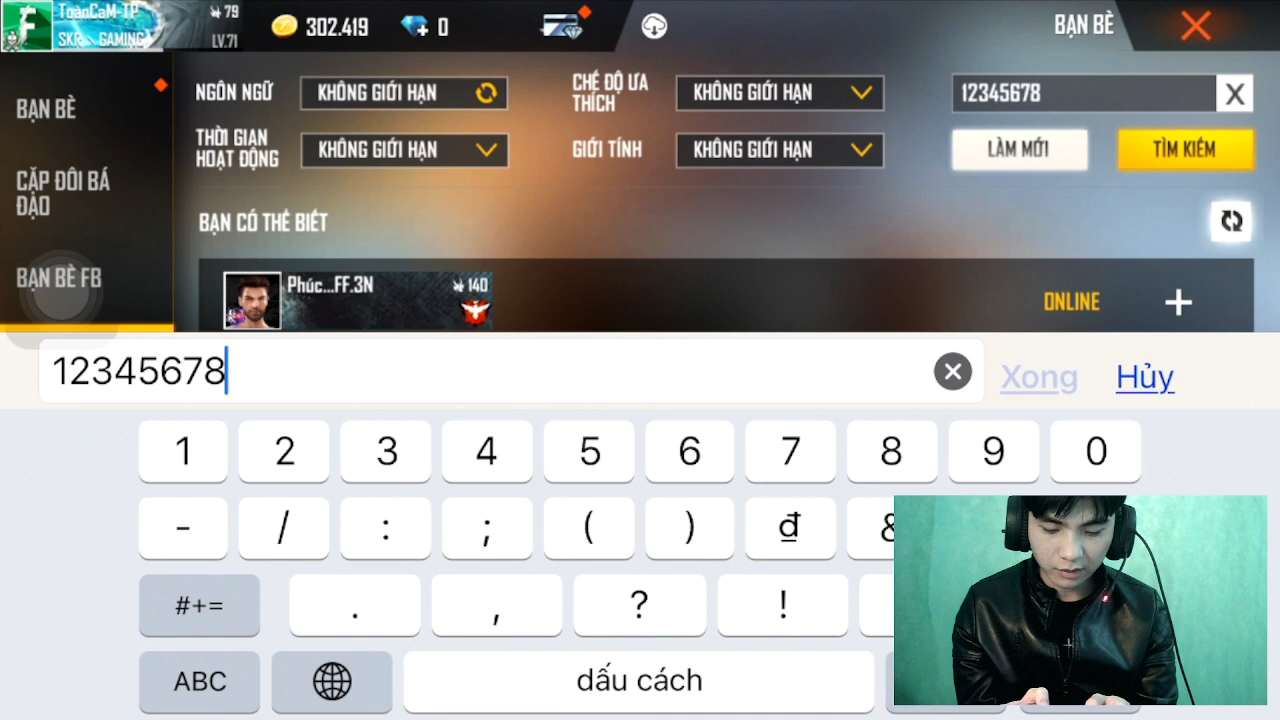 ToànCaM-TP
79
SKR > GAMING
LV.71
302.419
0
BẠN BÈ
BẠN BÈ
CẶP ĐÔI BÁ
ĐẠO
BẠN BÈ FB
NGÔN NGỮ
KHÔNG GIỚI HẠN
CHẾ ĐỘ ƯA
THÍCH
KHÔNG GIỚI HẠN
12345678
X
THỜI GIAN
HOẠT ĐỘNG
KHÔNG GIỚI HẠN
GIỚI TÍNH
KHÔNG GIỚI HẠN
LÀM MỚI
TÌM KIẾM
BẠN CÓ THỂ BIẾT
Phúc...FF.3N
140
ONLINE
12345678
Xong
Hủy
1 2 3 4 5 6 7 8 9 0
- / : ; ( ) ₫ &
#+= . , ? !
ABC dấu cách